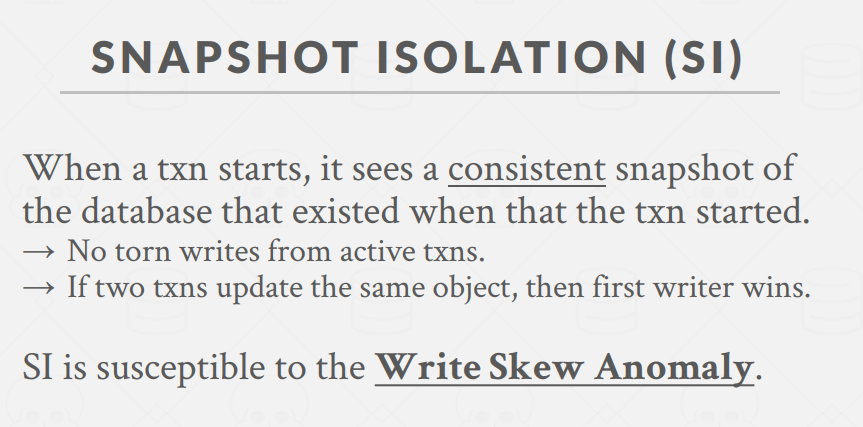 SNAPSHOT ISOLATION (SI)
When a txn starts, it sees a consistent snapshot of
the database that existed when that the txn started.
→ No torn writes from active txns.
→ If two txns update the same object, then first writer wins.
SI is susceptible to the Write Skew Anomaly.